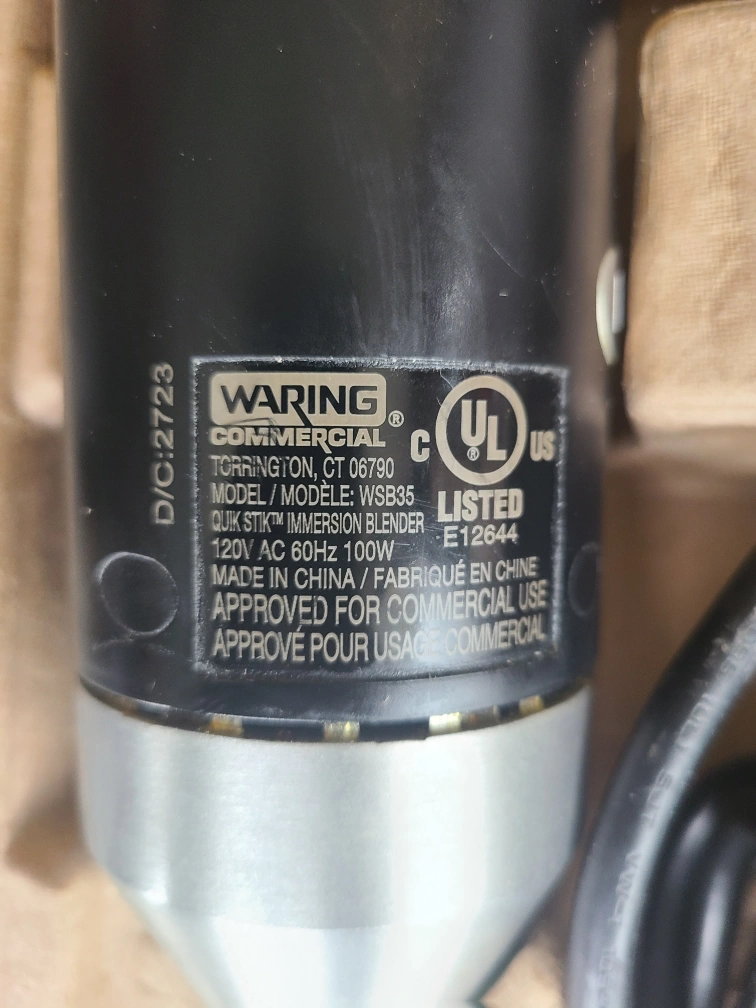 D/C:2723
WARING®
COMMERCIAL
TORRINGTON, CT 06790
MODEL / MODÈLE: WSB35
QUIK STIK™ IMMERSION BLENDER
120V AC 60Hz 100W
MADE IN CHINA / FABRIQUÉ EN CHINE
APPROVED FOR COMMERCIAL USE
APPROVÉ POUR USAGE COMMERCIAL
C UL® US
LISTED
E12644